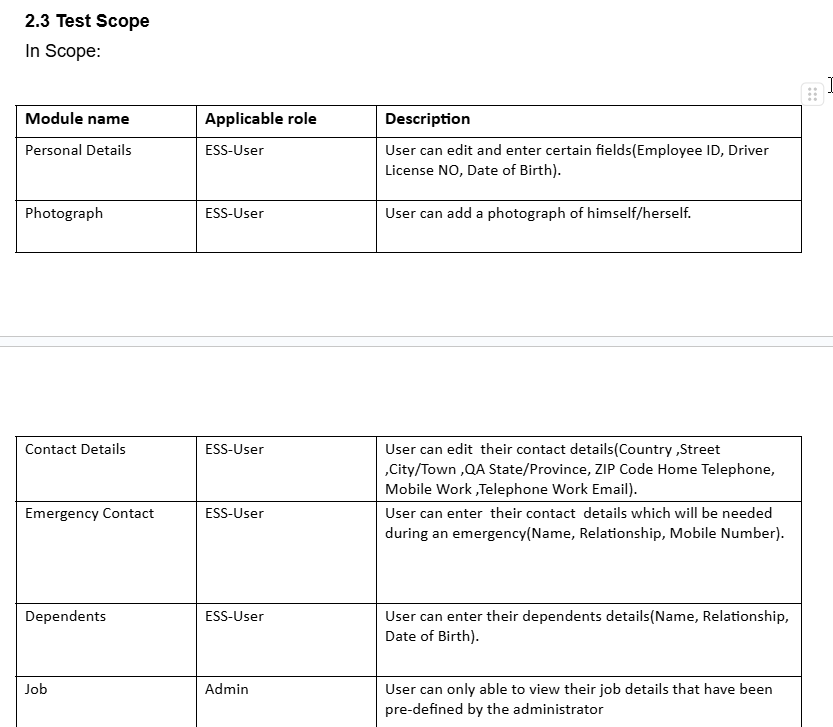 2.3 Test Scope
In Scope:
Module name Applicable role Description
Personal Details ESS-User User can edit and enter certain fields(Employee ID, Driver
License NO, Date of Birth).
Photograph ESS-User User can add a photograph of himself/herself.
Contact Details ESS-User User can edit  their contact details(Country ,Street
,City/Town ,QA State/Province, ZIP Code Home Telephone,
Mobile Work ,Telephone Work Email).
Emergency Contact ESS-User User can enter  their contact  details which will be needed
during an emergency(Name, Relationship, Mobile Number).
Dependents ESS-User User can enter their dependents details(Name, Relationship,
Date of Birth).
Job Admin User can only able to view their job details that have been
pre-defined by the administrator